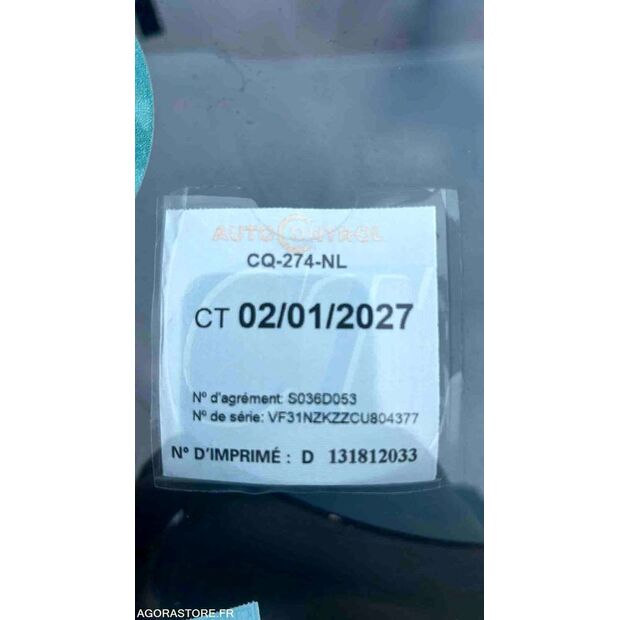 AUTOCONTROL
CQ-274-NL
CT 02/01/2027
N° d'agrément: S036D053
N° de série: VF31NZKZZCU804377
N° D'IMPRIMÉ : D 131812033
AGORASTORE.FR